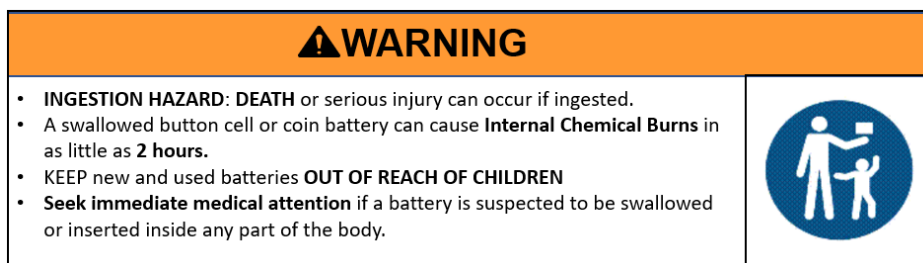 ⚠WARNING
• INGESTION HAZARD: DEATH or serious injury can occur if ingested.
• A swallowed button cell or coin battery can cause Internal Chemical Burns in
as little as 2 hours.
• KEEP new and used batteries OUT OF REACH OF CHILDREN
• Seek immediate medical attention if a battery is suspected to be swallowed
or inserted inside any part of the body.